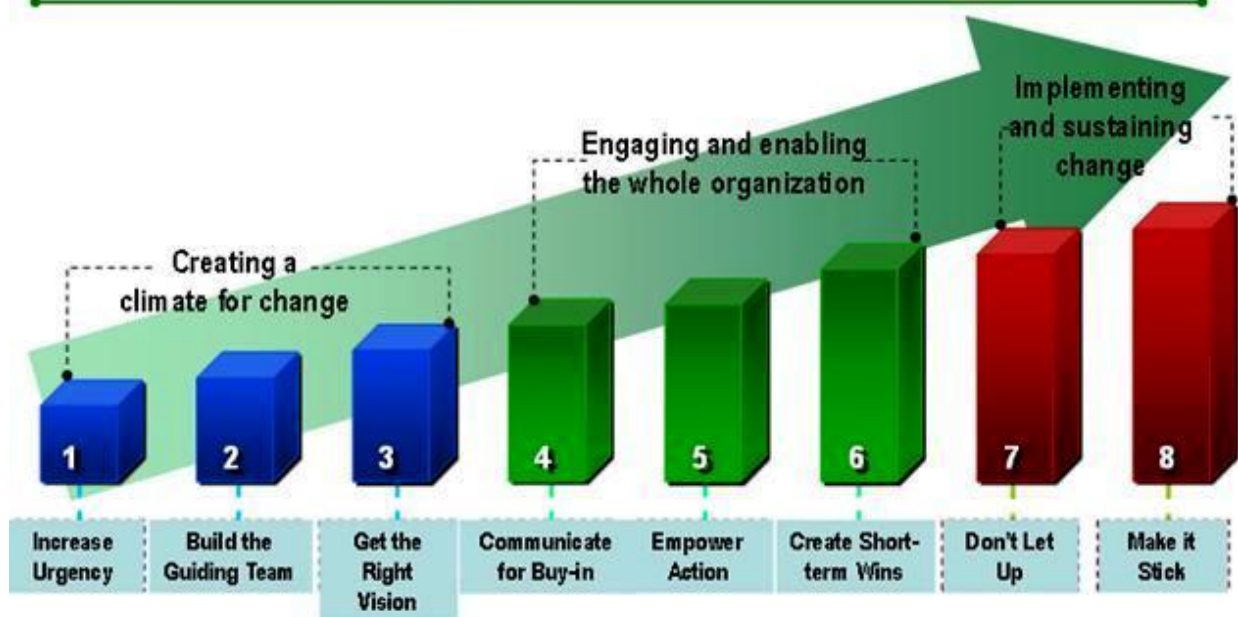 Implementing
and sustaining
change
Engaging and enabling
the whole organization
Creating a
climate for change
1
2
3
4
5
6
7
8
Increase
Urgency
Build the
Guiding Team
Get the
Right
Vision
Communicate
for Buy-in
Empower
Action
Create Short-
term Wins
Don't Let
Up
Make it
Stick